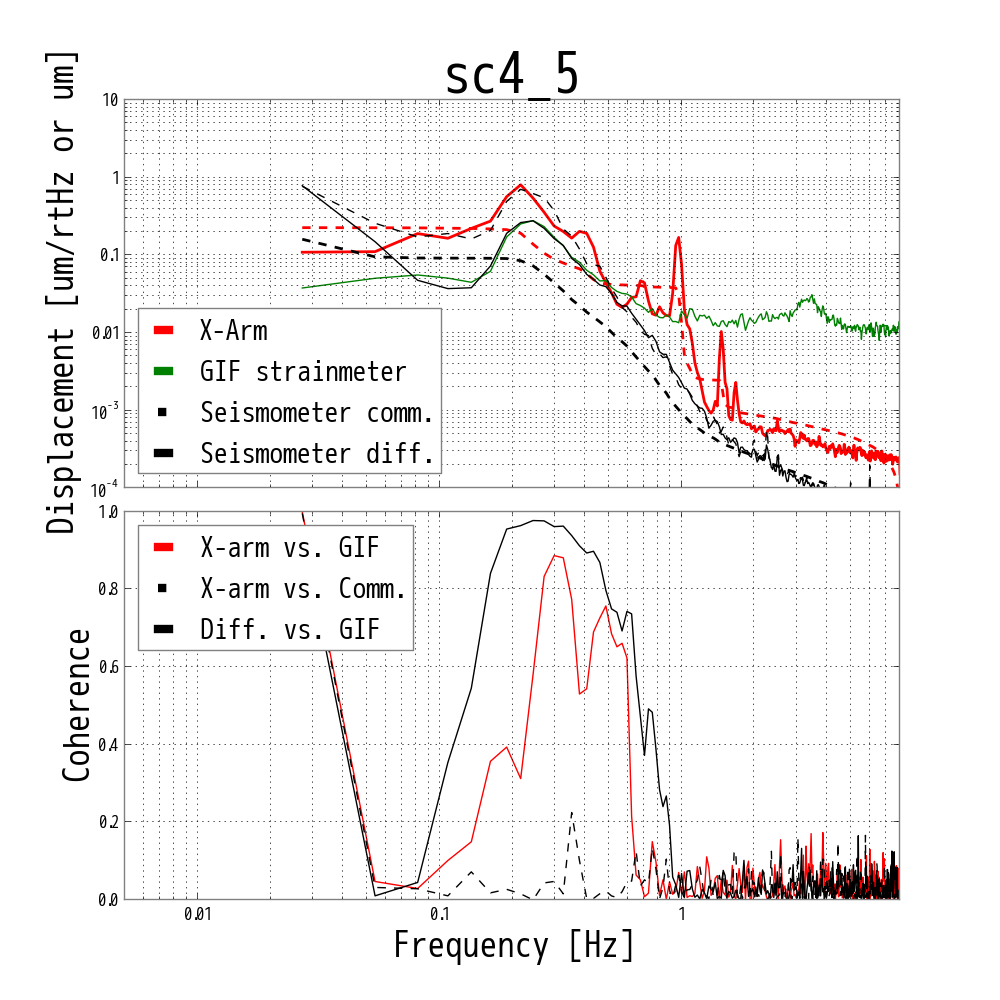 sc4_5
Displacement [um/rtHz or um]
10
1
0.1
0.01
10^-3
10^-4
X-Arm
GIF strainmeter
Seismometer comm.
Seismometer diff.
Coherence
1.0
0.8
0.6
0.4
0.2
0.0
X-arm vs. GIF
X-arm vs. Comm.
Diff. vs. GIF
0.01 0.1 1
Frequency [Hz]